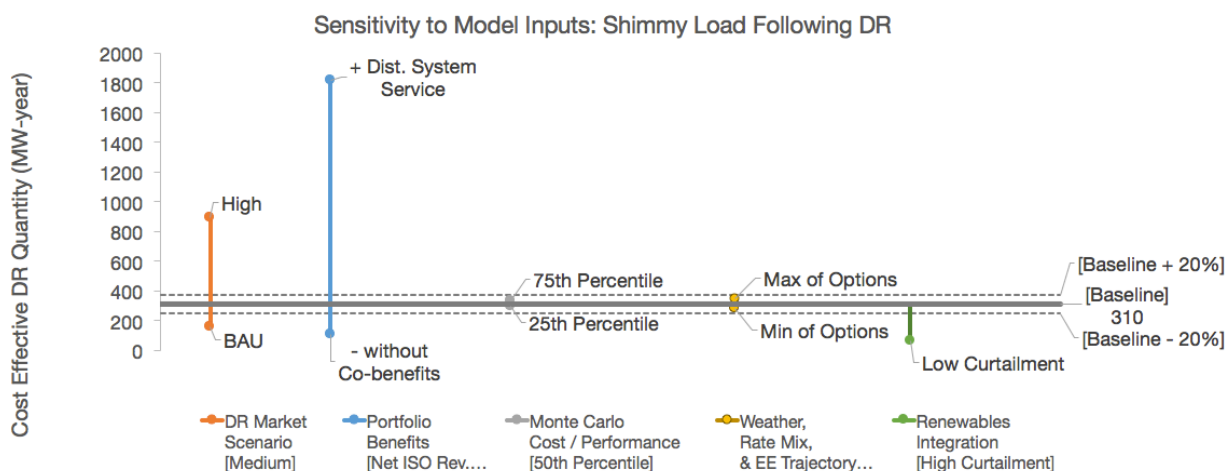 Sensitivity to Model Inputs: Shimmy Load Following DR
Cost Effective DR Quantity (MW-year)
2000
1800
1600
1400
1200
1000
800
600
400
200
0
+ Dist. System
Service
High
BAU
- without
Co-benefits
75th Percentile
25th Percentile
Max of Options
Min of Options
Low Curtailment
[Baseline + 20%]
[Baseline]
310
[Baseline - 20%]
DR Market
Scenario
[Medium]
Portfolio
Benefits
[Net ISO Rev....
Monte Carlo
Cost / Performance
[50th Percentile]
Weather,
Rate Mix,
& EE Trajectory...
Renewables
Integration
[High Curtailment]